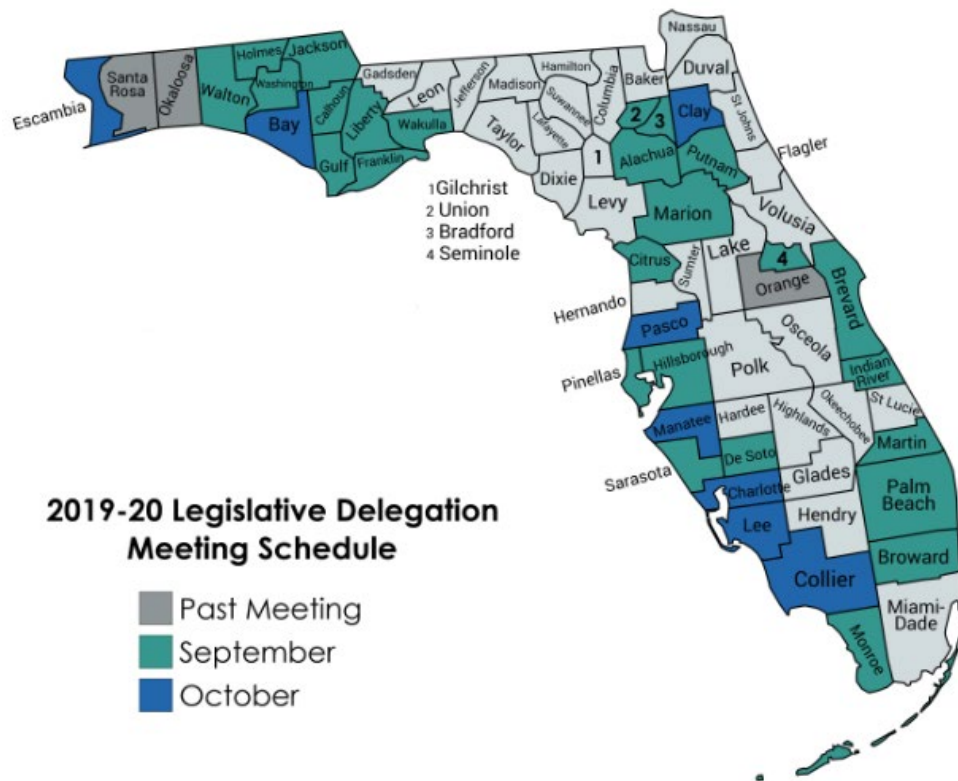 Nassau
Holmes
Jackson
Santa
Rosa
Okaloosa
Walton
Washington
Escambia
Bay
Calhoun
Liberty
Gulf
Franklin
Gadsden
Leon
Wakulla
Jefferson
Madison
Taylor
Hamilton
Suwannee
Lafayette
Dixie
Columbia
Baker
Duval
St Johns
2
3
Clay
1
Alachua
Putnam
Flagler
Levy
Marion
Volusia
1 Gilchrist
2 Union
3 Bradford
4 Seminole
Citrus
Sumter
Lake
4
Orange
Brevard
Hernando
Pasco
Osceola
Pinellas
Hillsborough
Polk
Indian
River
Manatee
Hardee
Highlands
Okeechobee
St Lucie
Sarasota
De Soto
Martin
Charlotte
Glades
Palm
Beach
Lee
Hendry
Broward
Collier
Miami-
Dade
Monroe
2019-20 Legislative Delegation
Meeting Schedule
Past Meeting
September
October